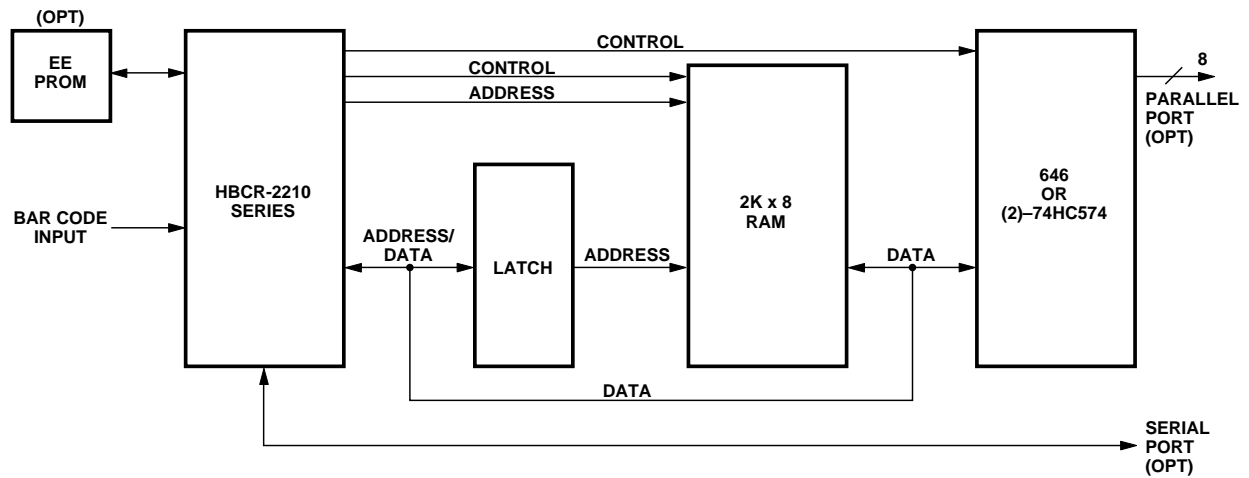 (OPT)
EE
PROM
BAR CODE
INPUT
HBCR-2210
SERIES
CONTROL
CONTROL
ADDRESS
ADDRESS/
DATA
LATCH
ADDRESS
2K x 8
RAM
DATA
DATA
646
OR
(2)–74HC574
8
PARALLEL
PORT
(OPT)
SERIAL
PORT
(OPT)